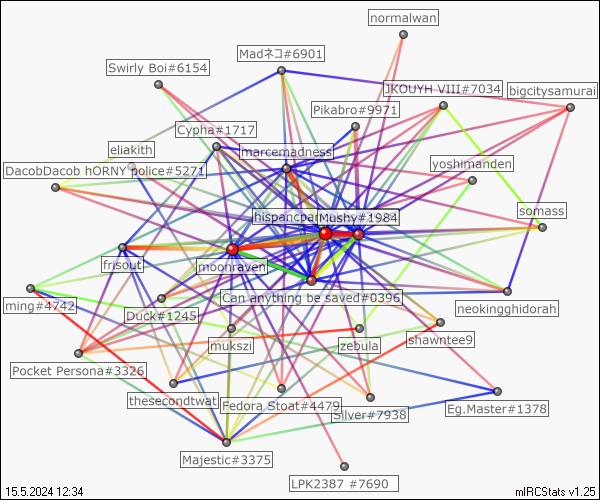 normalwan
Madネコ#6901
Swirly Boi#6154
JKOUYH VIII#7034
bigcitysamurai
Pikabro#9971
Cypha#1717
eliakith
marcemadness
DacobDacob hORNY police#5271
yoshimanden
somass
hispancpan
Mushy#1984
frisout
moonraven
Can anything be saved#0396
ming#4742
neokingghidorah
Duck#1245
mukszi
zebula
shawntee9
Pocket Persona#3326
thesecondtwat
Fedora Stoat#4479
Silver#7938
Eg.Master#1378
Majestic#3375
LPK2387 #7690
15.5.2024 12:34
mIRCStats v1.25